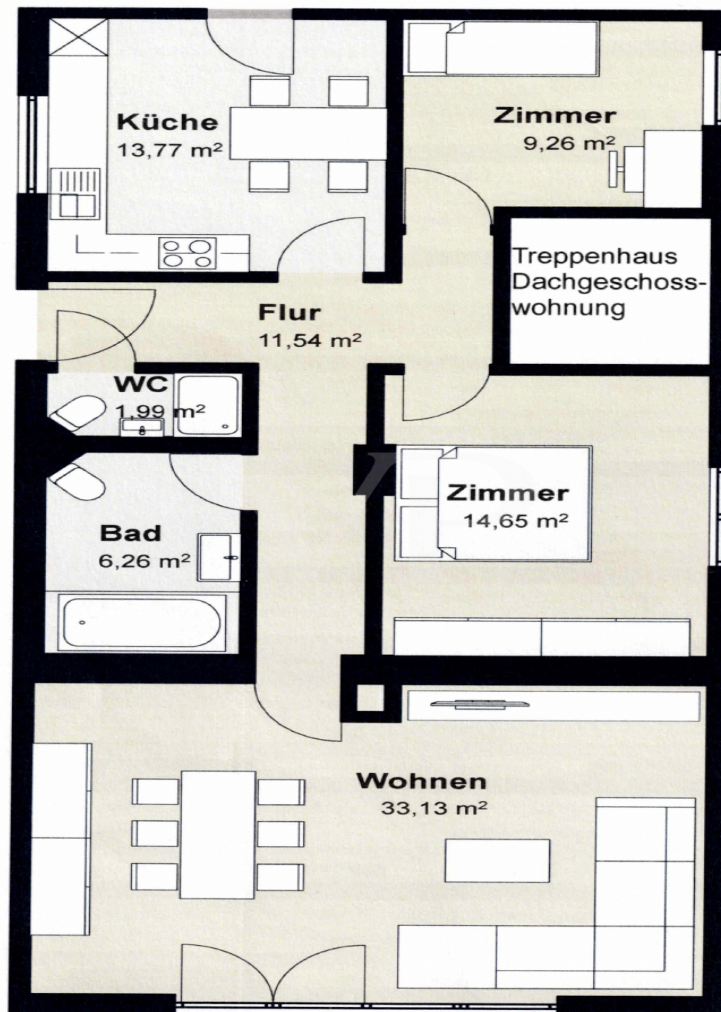 Küche
13,77 m²
Zimmer
9,26 m²
Treppenhaus
Dachgeschoss-
wohnung
Flur
11,54 m²
WC
1,99 m²
Zimmer
14,65 m²
Bad
6,26 m²
Wohnen
33,13 m²